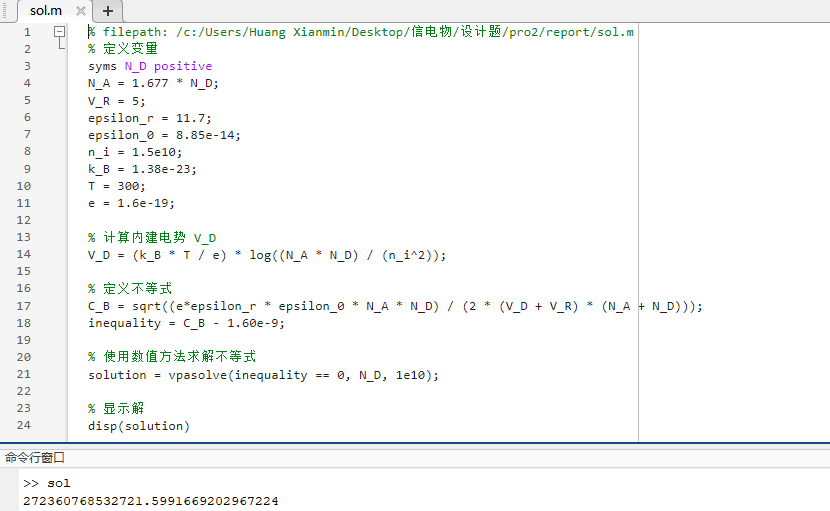 sol.m
1 % filepath: /c:/Users/Huang Xianmin/Desktop/信电物/设计题/pro2/report/sol.m
2 % 定义变量
3 syms N_D positive
4 N_A = 1.677 * N_D;
5 V_R = 5;
6 epsilon_r = 11.7;
7 epsilon_0 = 8.85e-14;
8 n_i = 1.5e10;
9 k_B = 1.38e-23;
10 T = 300;
11 e = 1.6e-19;
12
13 % 计算内建电势 V_D
14 V_D = (k_B * T / e) * log((N_A * N_D) / (n_i^2));
15
16 % 定义不等式
17 C_B = sqrt((e*epsilon_r * epsilon_0 * N_A * N_D) / (2 * (V_D + V_R) * (N_A + N_D)));
18 inequality = C_B - 1.60e-9;
19
20 % 使用数值方法求解不等式
21 solution = vpasolve(inequality == 0, N_D, 1e10);
22
23 % 显示解
24 disp(solution)
命令行窗口
>> sol
272360768532721.5991669202967224